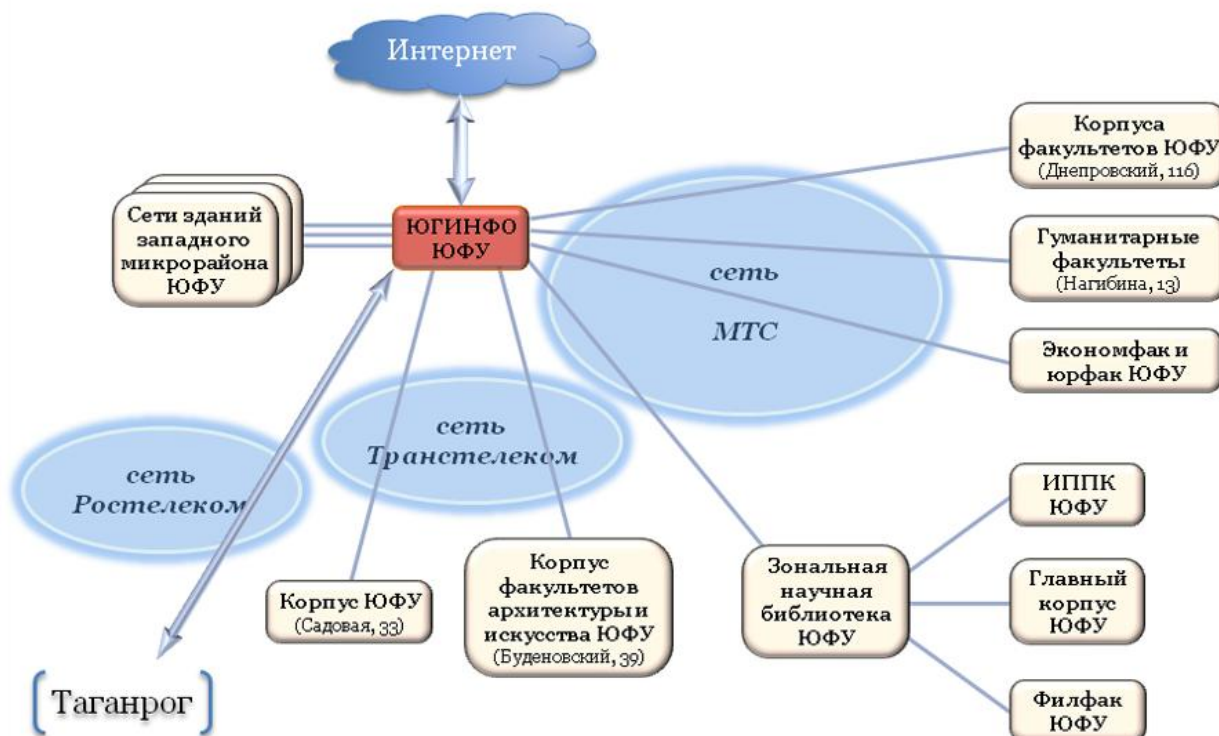 Интернет
Корпуса
факультетов ЮФУ
(Днепровский, 116)
Сети зданий
западного
микрорайона
ЮФУ
ЮГИНФО
ЮФУ
Гуманитарные
факультеты
(Нагибина, 13)
сеть
МТС
Экономфак и
юрфак ЮФУ
сеть
Транстелеком
сеть
Ростелеком
ИППК
ЮФУ
Корпус
факультетов
архитектуры и
искусства ЮФУ
(Буденовский, 39)
Зональная
научная
библиотека
ЮФУ
Главный
корпус
ЮФУ
Корпус ЮФУ
(Садовая, 33)
Таганрог
Филфак
ЮФУ